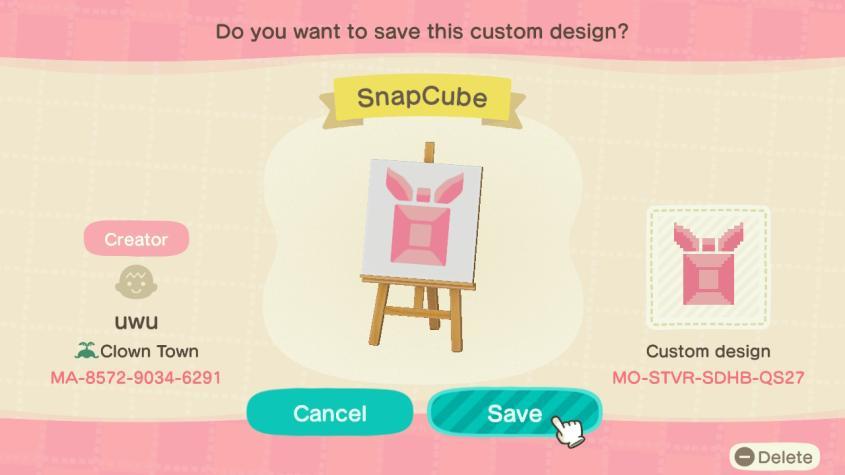 Do you want to save this custom design?
SnapCube
Creator
uwu
Clown Town
MA-8572-9034-6291
Custom design
MO-STVR-SDHB-QS27
Cancel
Save
Delete